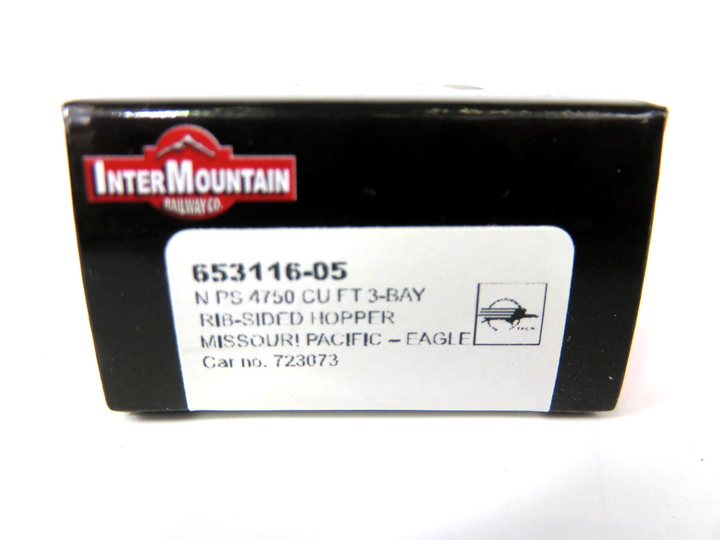 INTERMOUNTAIN
RAILWAY CO.
653116-05
N PS 4750 CU FT 3-BAY
RIB-SIDED HOPPER
MISSOURI PACIFIC – EAGLE
Car no. 723073